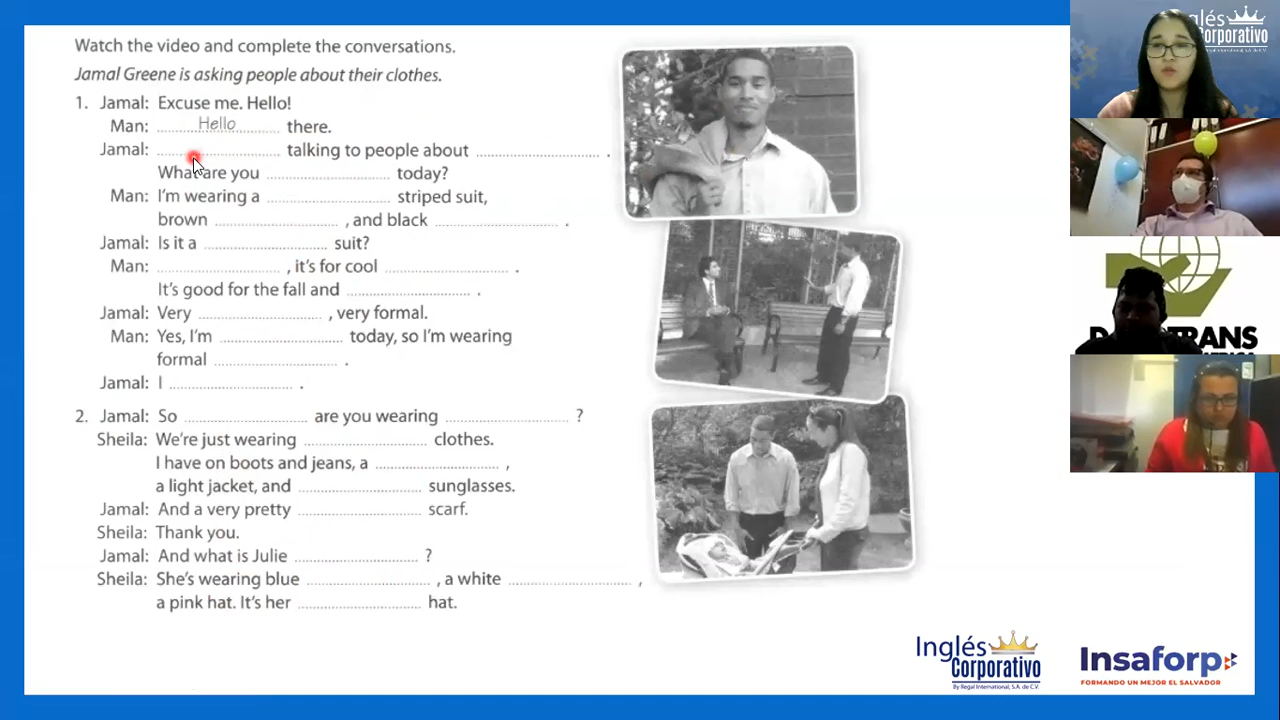 Watch the video and complete the conversations.
Jamal Greene is asking people about their clothes.
1. Jamal: Excuse me. Hello!
Man: Hello there.
Jamal: talking to people about .
What are you today?
Man: I'm wearing a striped suit,
brown , and black .
Jamal: Is it a suit?
Man: , it's for cool .
It's good for the fall and .
Jamal: Very , very formal.
Man: Yes, I'm today, so I'm wearing
formal .
Jamal: I .
2. Jamal: So are you wearing ?
Sheila: We're just wearing clothes.
I have on boots and jeans, a ,
a light jacket, and sunglasses.
Jamal: And a very pretty scarf.
Sheila: Thank you.
Jamal: And what is Julie ?
Sheila: She's wearing blue , a white ,
a pink hat. It's her hat.
Inglés
Corporativo
By Regal International, S.A. de C.V.
Insaforp
FORMANDO UN MEJOR EL SALVADOR
Inglés
Corporativo